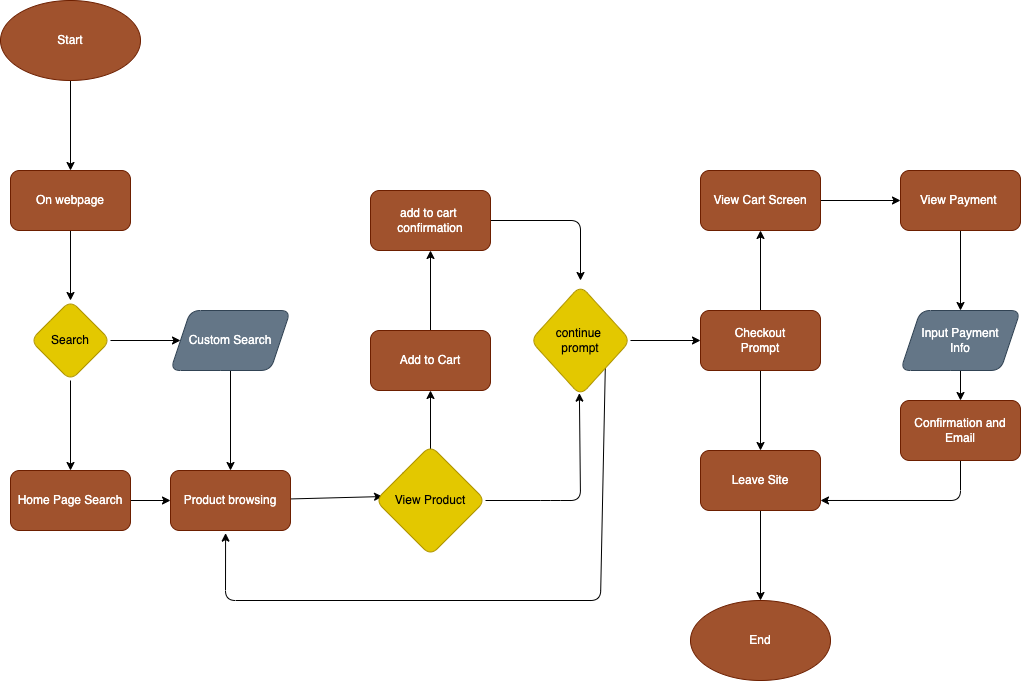 Start
On webpage
Search
Custom Search
Home Page Search
Product browsing
View Product
Add to Cart
add to cart
confirmation
continue
prompt
Checkout
Prompt
View Cart Screen
View Payment
Input Payment
Info
Confirmation and
Email
Leave Site
End